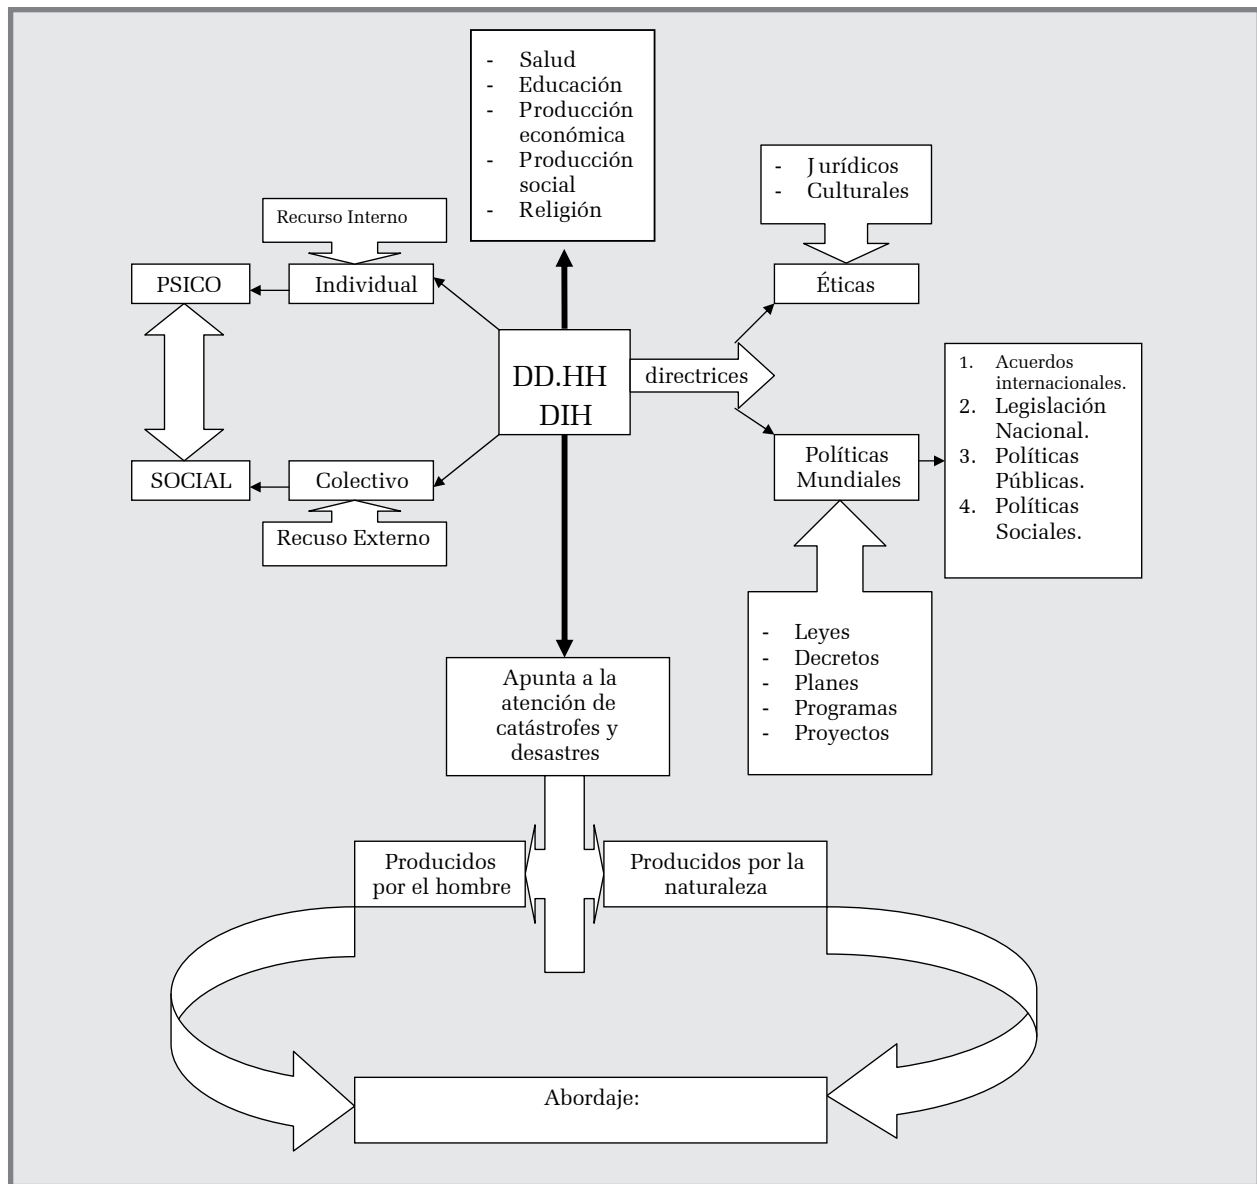 - Salud
- Educación
- Producción
económica
- Producción
social
- Religión
- Jurídicos
- Culturales
Recurso Interno
PSICO
Individual
Éticas
DD.HH
DIH
directrices
1. Acuerdos
internacionales.
2. Legislación
Nacional.
3. Políticas
Públicas.
4. Políticas
Sociales.
Políticas
Mundiales
SOCIAL
Colectivo
Recuso Externo
- Leyes
- Decretos
- Planes
- Programas
- Proyectos
Apunta a la
atención de
catástrofes y
desastres
Producidos
por el hombre
Producidos por la
naturaleza
Abordaje: